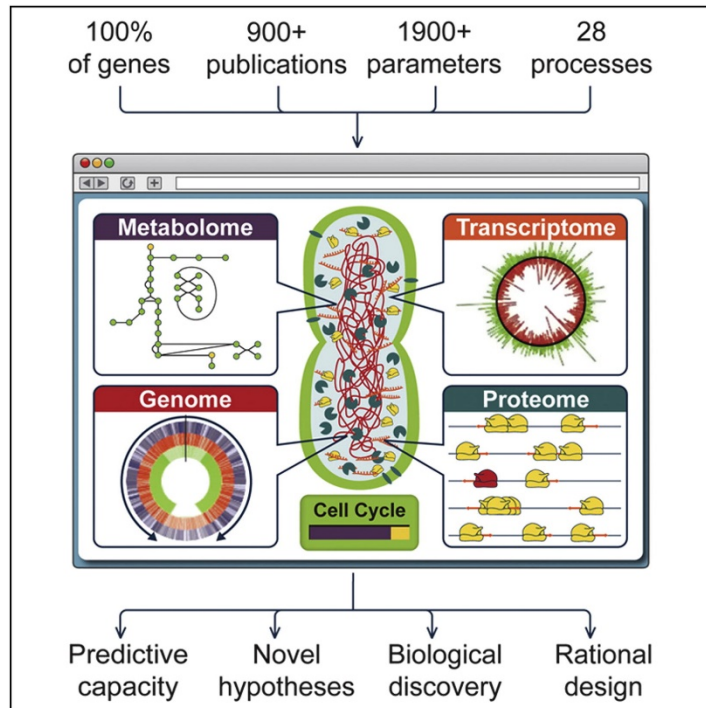 100% of genes
900+ publications
1900+ parameters
28 processes
Metabolome
Transcriptome
Genome
Proteome
Cell Cycle
Predictive capacity
Novel hypotheses
Biological discovery
Rational design